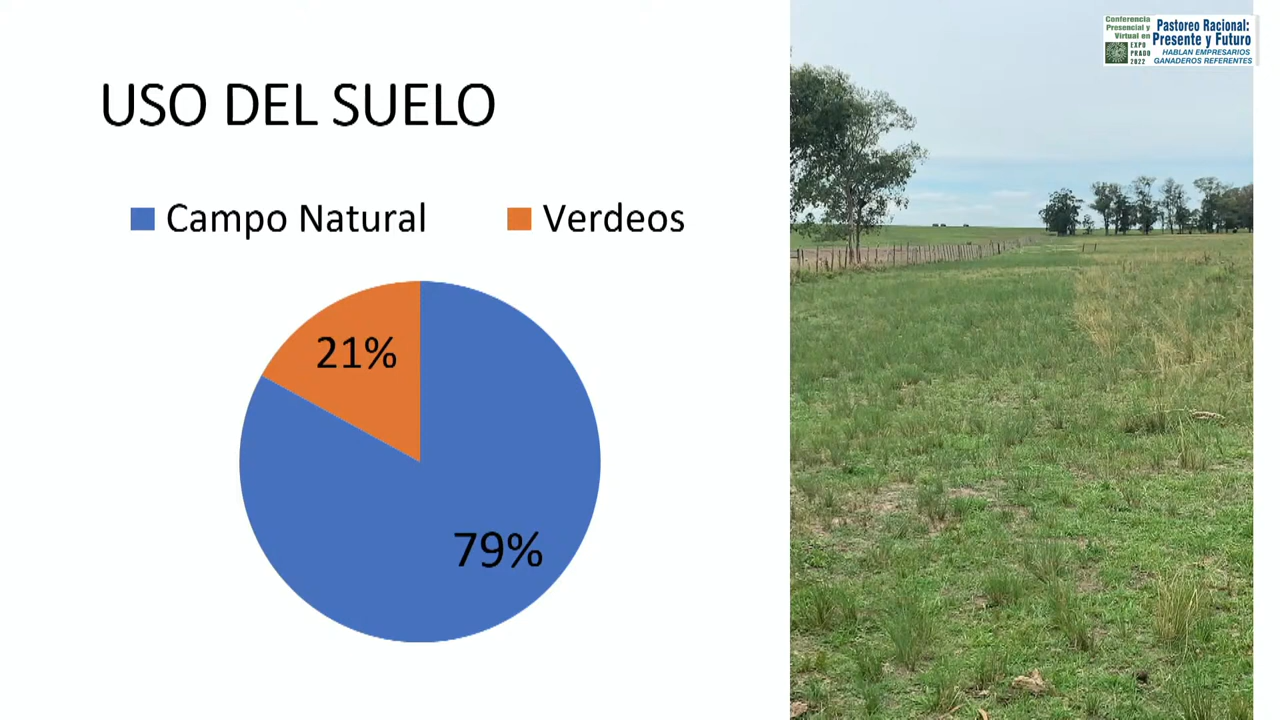 Conferencia
Presencial y
Virtual en
EXPO
PRADO
2022
Pastoreo Racional:
Presente y Futuro
HABLAN EMPRESARIOS
GANADEROS REFERENTES
USO DEL SUELO
Campo Natural
Verdeos
21%
79%